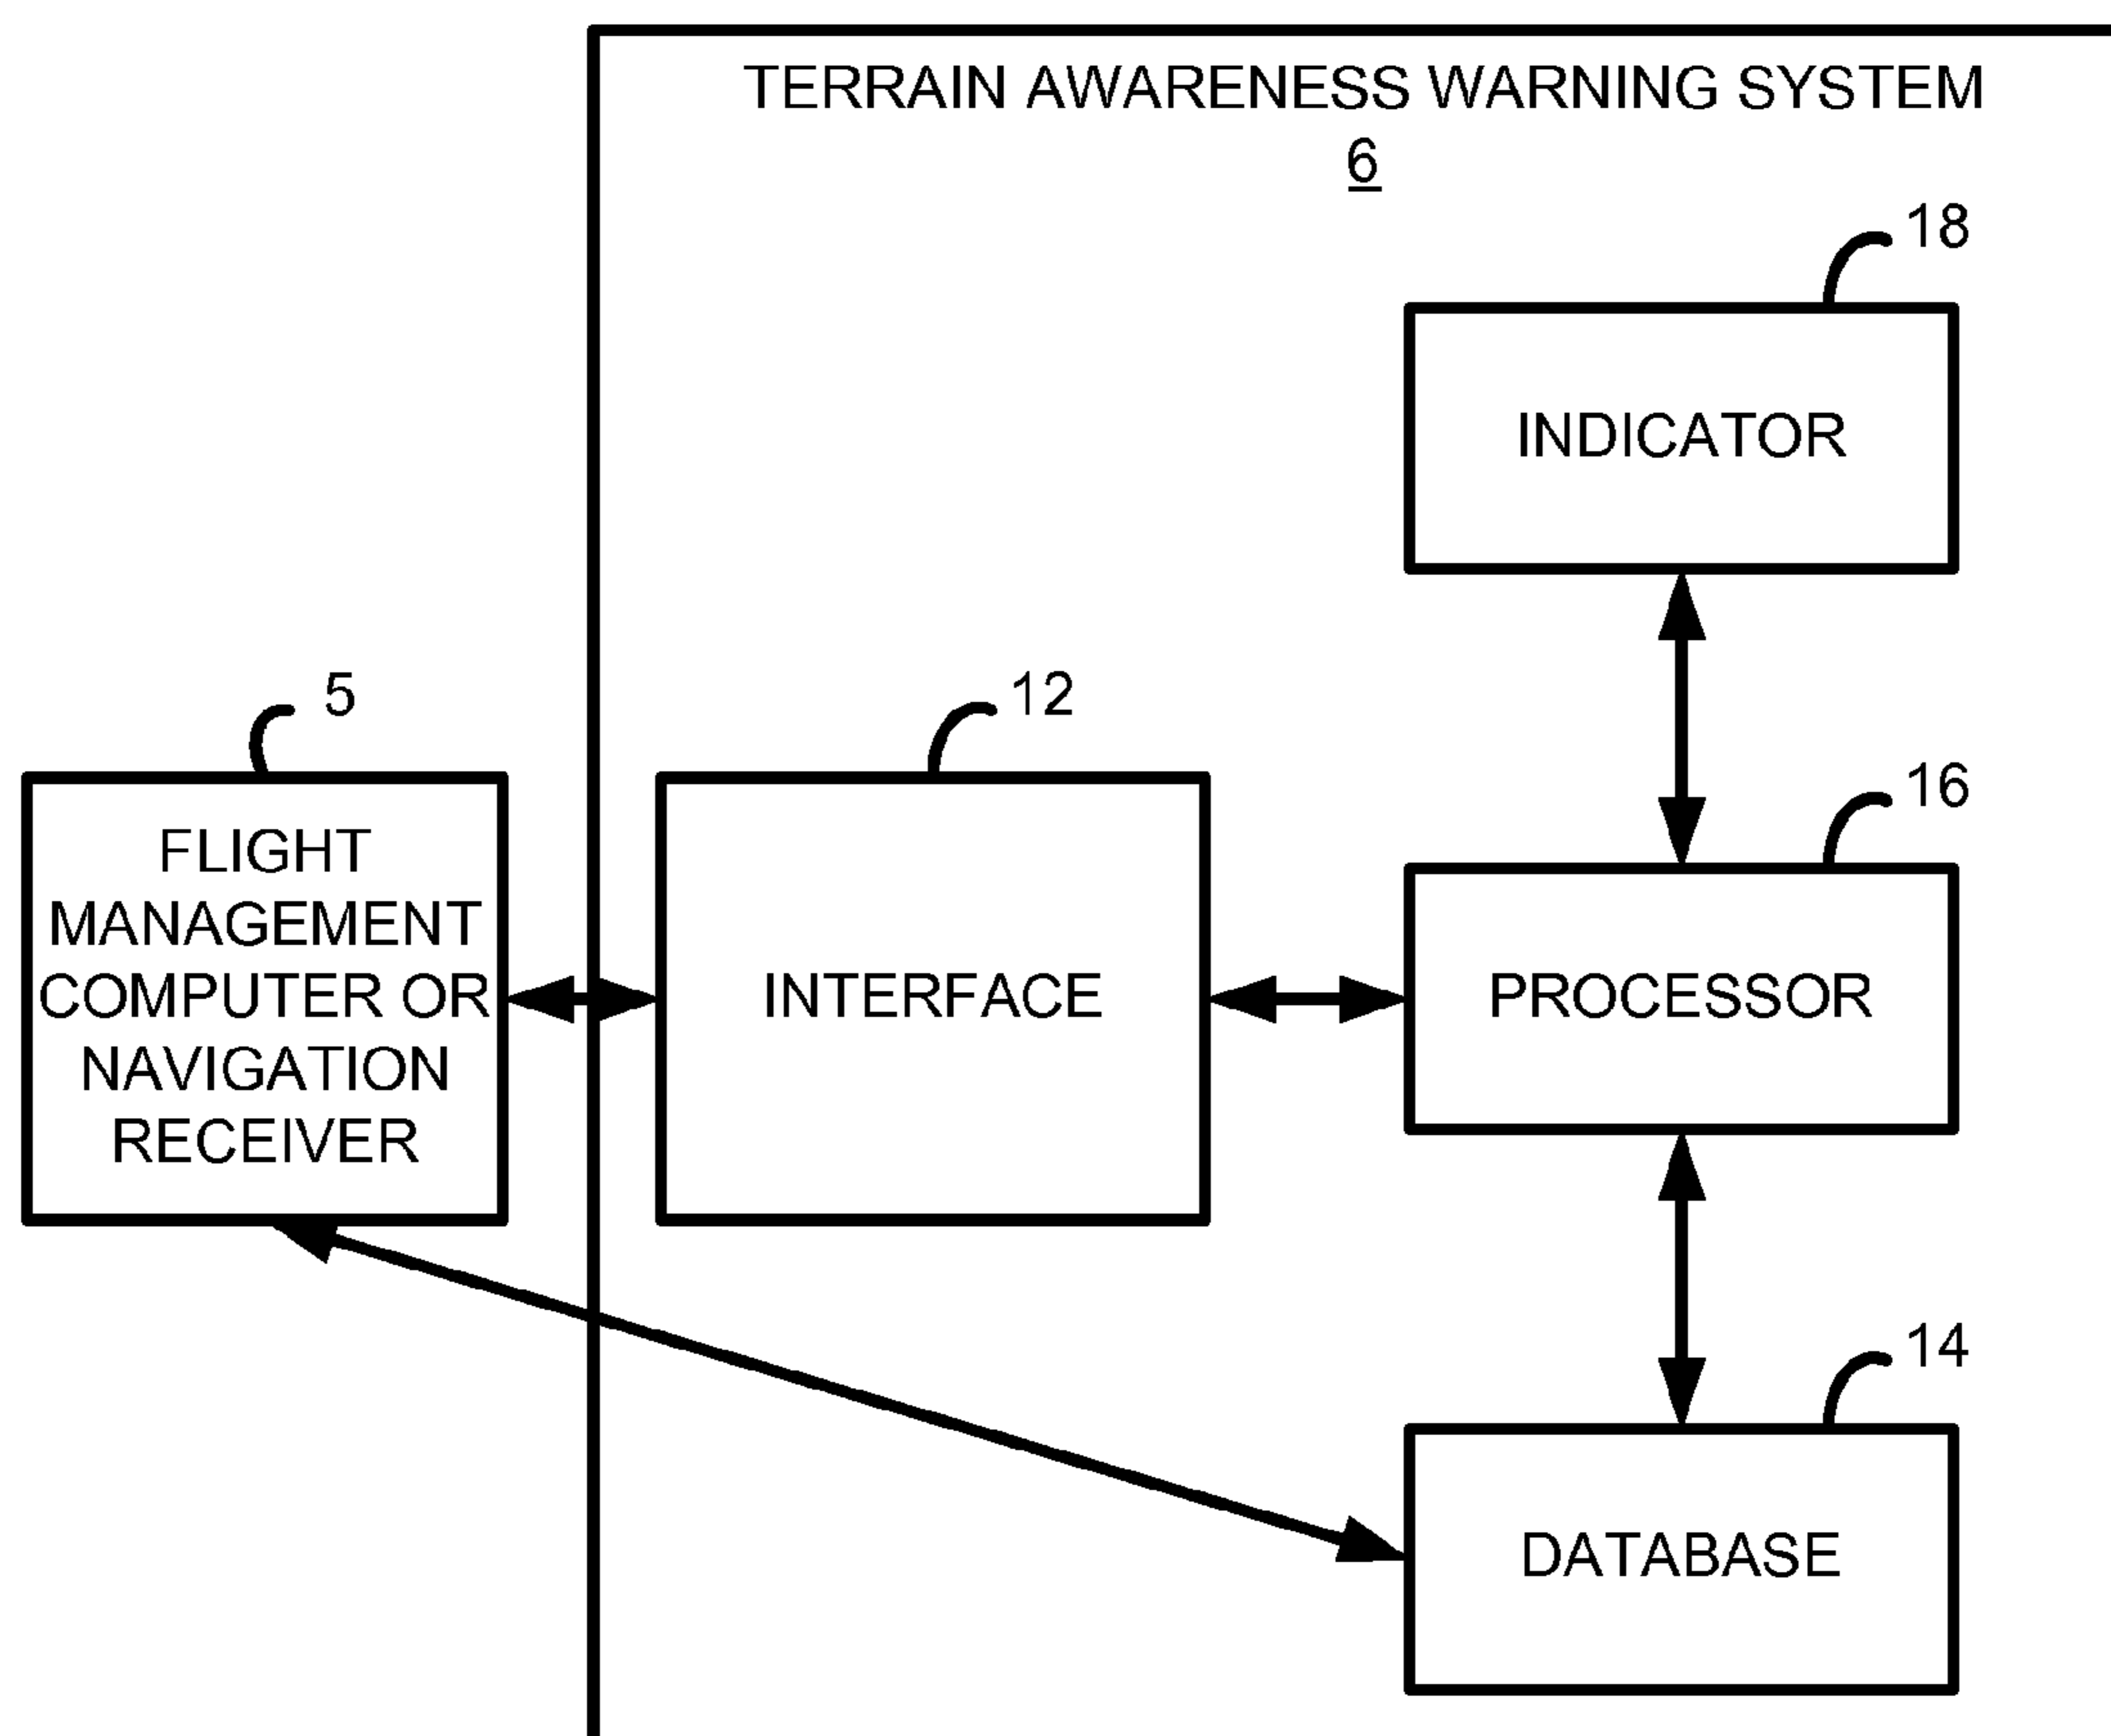 TERRAIN AWARENESS WARNING SYSTEM
6
18
INDICATOR
5
12
16
FLIGHT
MANAGEMENT
COMPUTER OR
NAVIGATION
RECEIVER
INTERFACE
PROCESSOR
14
DATABASE